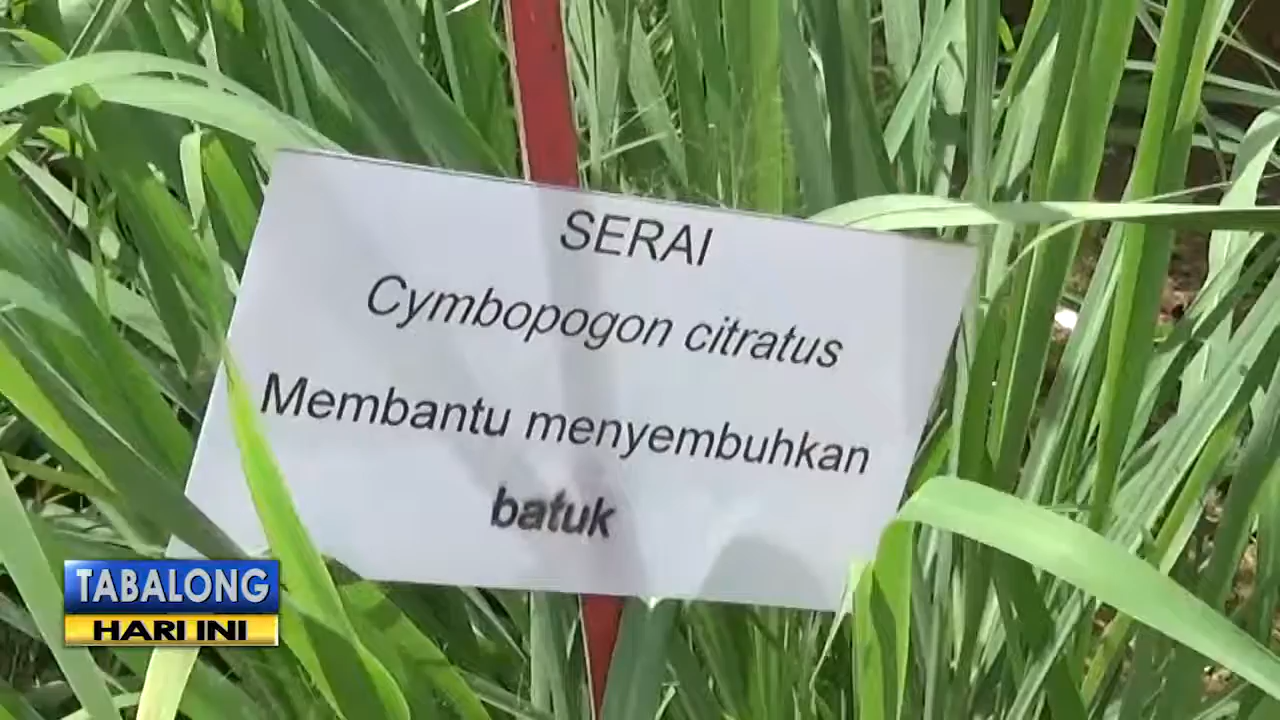 SERAI
Cymbopogon citratus
Membantu menyembuhkan
batuk
TABALONG
HARI INI